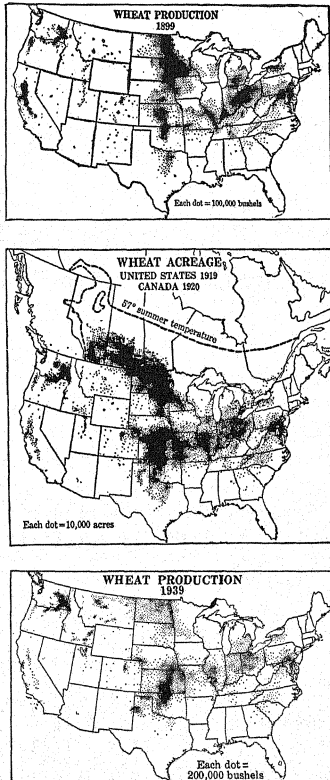 WHEAT PRODUCTION
1899
Each dot = 100,000 bushels
WHEAT ACREAGE
UNITED STATES 1919
CANADA 1920
57° summer temperature
Each dot = 10,000 acres
WHEAT PRODUCTION
1939
Each dot =
200,000 bushels